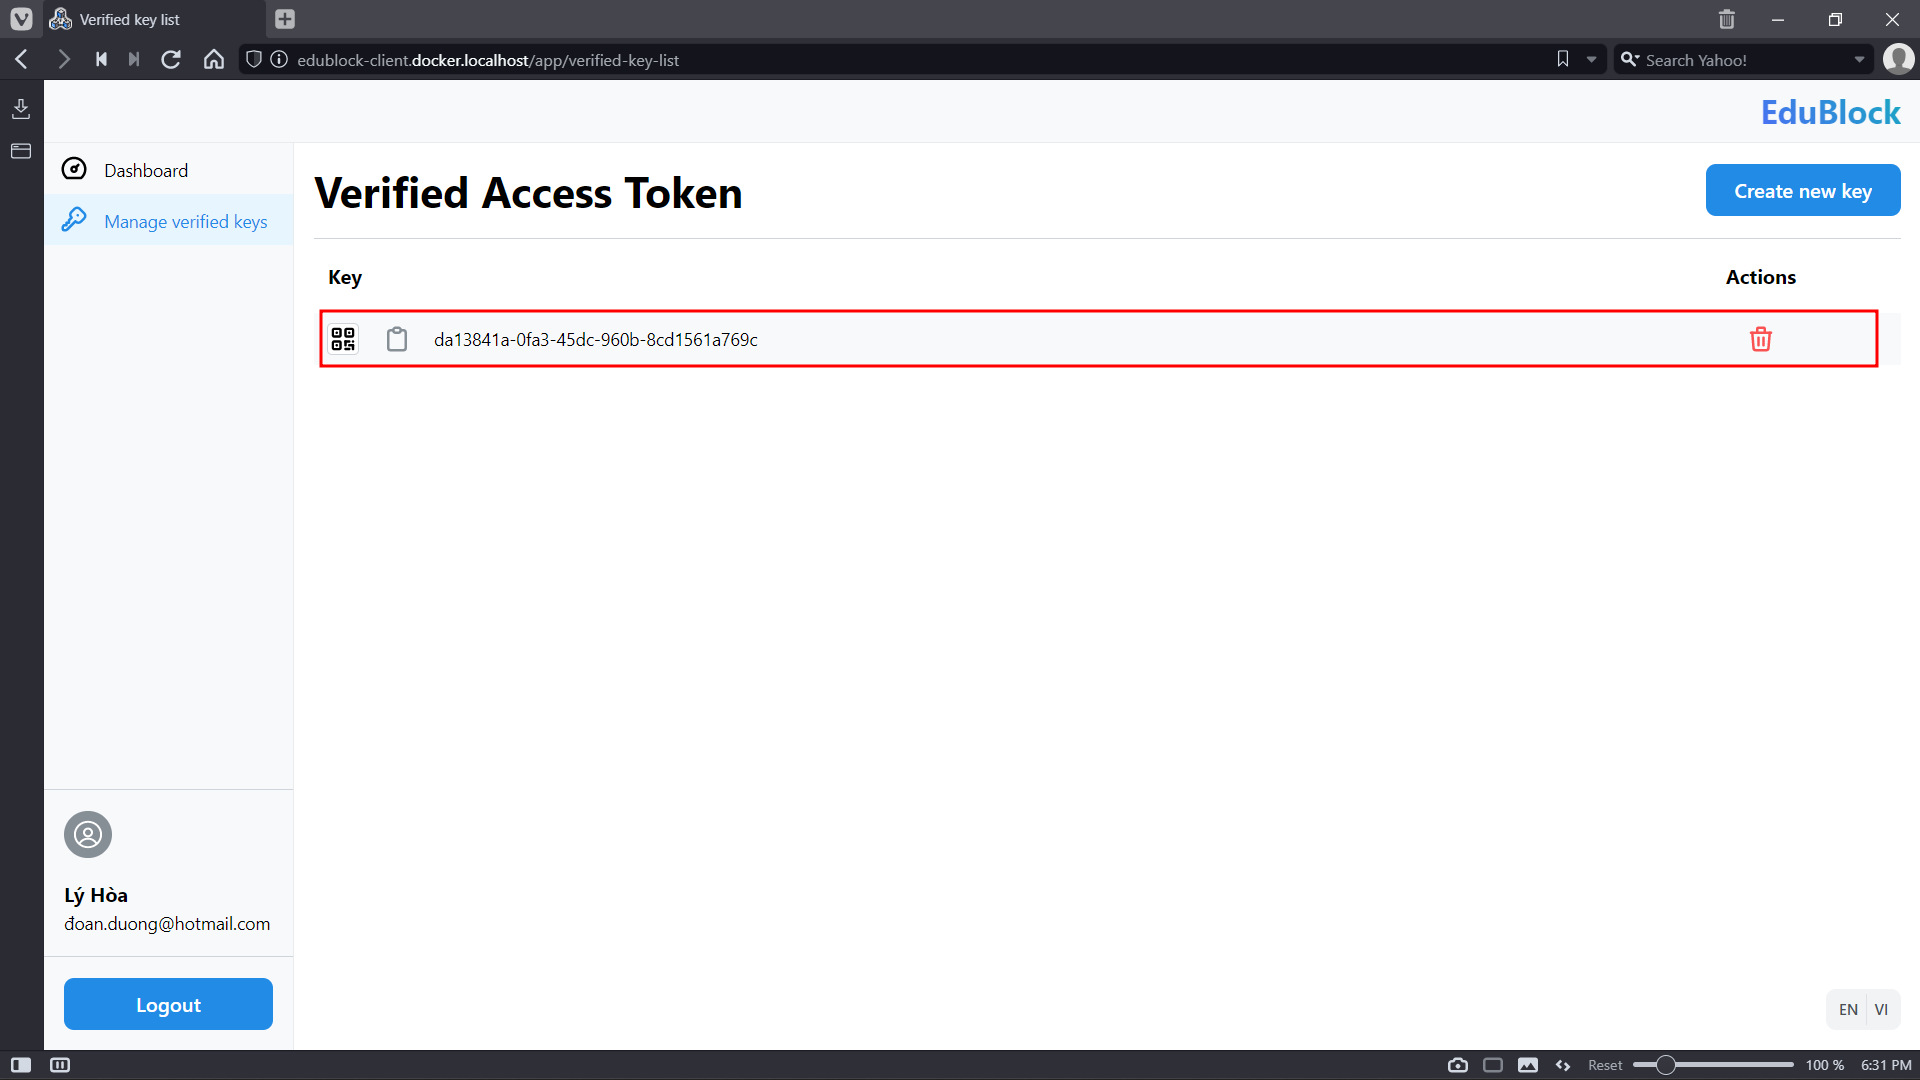 Verified key list
edublock-client.docker.localhost/app/verified-key-list
Search Yahoo!
EduBlock
Dashboard
Manage verified keys
Verified Access Token
Create new key
Key
Actions
da13841a-0fa3-45dc-960b-8cd1561a769c
Lý Hòa
đoan.duong@hotmail.com
Logout
EN VI
Reset
100 %
6:31 PM